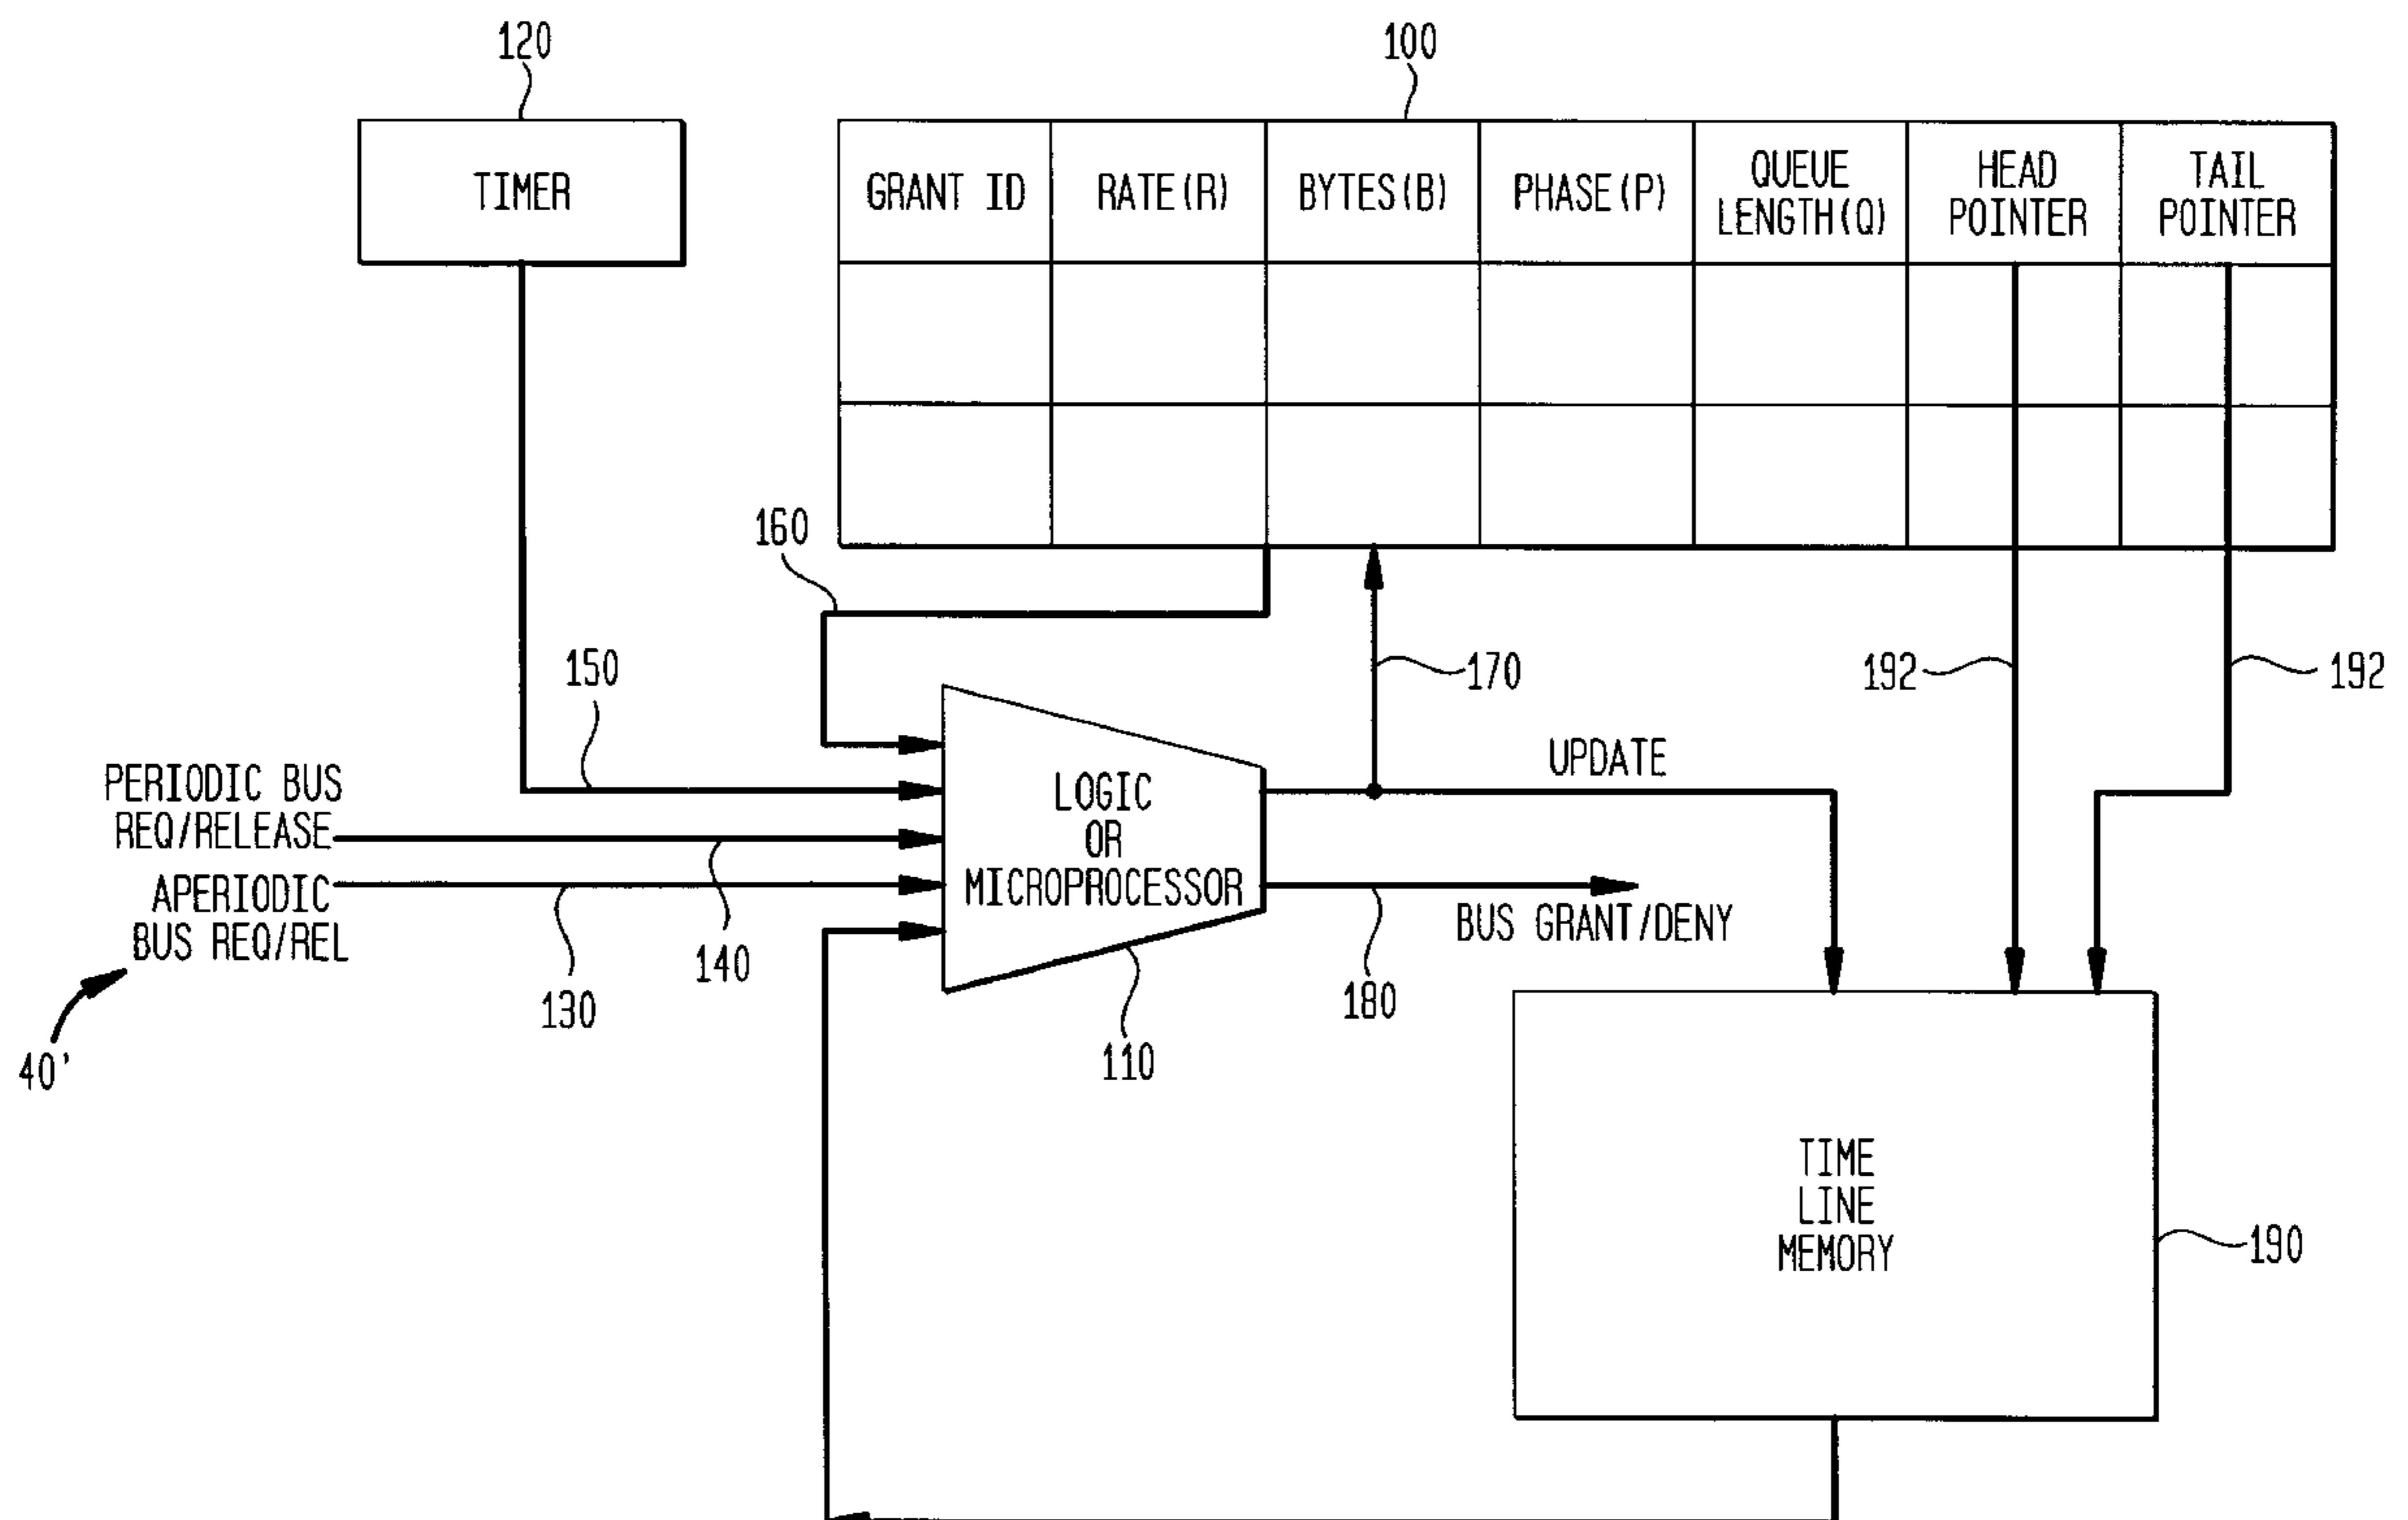 120
100
TIMER
GRANT ID
RATE(R)
BYTES(B)
PHASE(P)
QUEUE
LENGTH(Q)
HEAD
POINTER
TAIL
POINTER
160
150
170
192
192
PERIODIC BUS
REQ/RELEASE
APERIODIC
BUS REQ/REL
LOGIC
OR
MICROPROCESSOR
UPDATE
BUS GRANT/DENY
140
130
180
110
40'
TIME
LINE
MEMORY
190